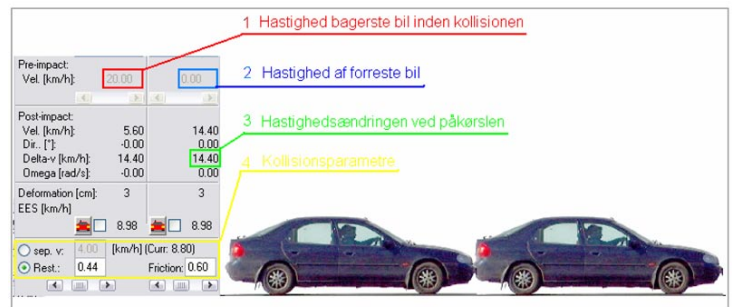 1 Hastighed bagerste bil inden kollisionen
Pre-impact:
Vel. [km/h]: 20.00 0.00
2 Hastighed af forreste bil
Post-impact:
Vel. [km/h]: 5.60 14.40
3 Hastighedsændringen ved påkørslen
Dir.. [°]: -0.00 0.00
Delta-v [km/h]: 14.40 14.40
4 Kollisionsparametre
Omega [rad/s]: -0.00 0.00
Deformation [cm]: 3 3
EES [km/h]
8.98 8.98
sep. v: 4.00 [km/h] (Curr: 8.80)
Rest.: 0.44 Friction: 0.60